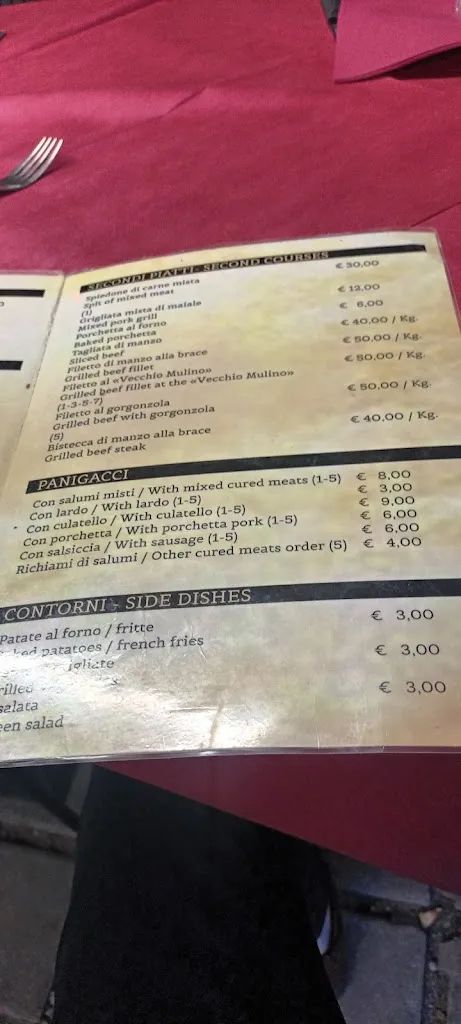 SECONDI PIATTI - SECOND COURSES
Spiedone di carne mista € 30,00
Spit of mixed meat
(1)
Grigliata mista di maiale € 12,00
Mixed pork grill
Porchetta al forno € 6,00
Baked porchetta
Tagliata di manzo € 40,00 / Kg.
Sliced beef
Filetto di manzo alla brace € 50,00 / Kg.
Grilled beef fillet
Filetto al «Vecchio Mulino» € 50,00 / Kg.
Grilled beef fillet at the «Vecchio Mulino»
(1-3-5-7)
Filetto al gorgonzola € 50,00 / Kg.
Grilled beef with gorgonzola
(5)
Bistecca di manzo alla brace € 40,00 / Kg.
Grilled beef steak
PANIGACCI
Con salumi misti / With mixed cured meats (1-5) € 8,00
Con lardo / With lardo (1-5) € 3,00
Con culatello / With culatello (1-5) € 9,00
Con porchetta / With porchetta pork (1-5) € 6,00
Con salsiccia / With sausage (1-5) € 6,00
Richiami di salumi / Other cured meats order (5) € 4,00
CONTORNI - SIDE DISHES
Patate al forno / fritte € 3,00
patatoes / french fries
€ 3,00
€ 3,00
salad